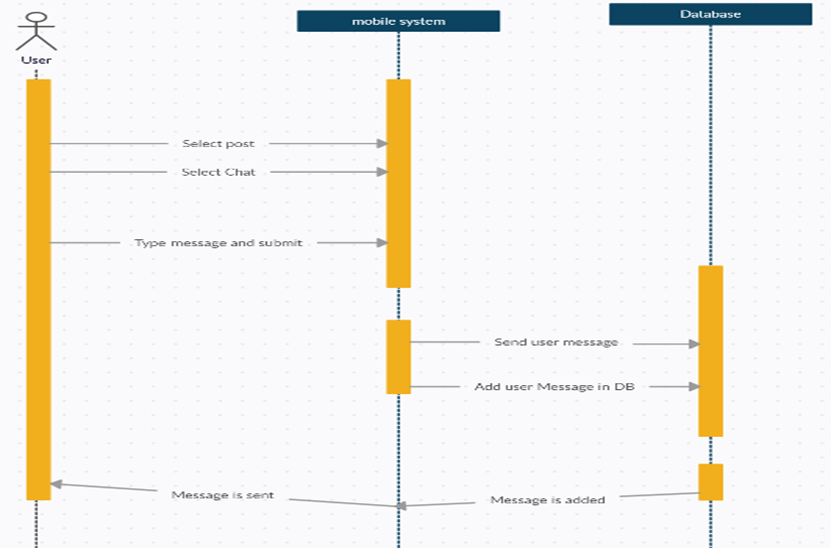 User
mobile system
Database
Select post
Select Chat
Type message and submit
Send user message
Add user Message in DB
Message is sent
Message is added